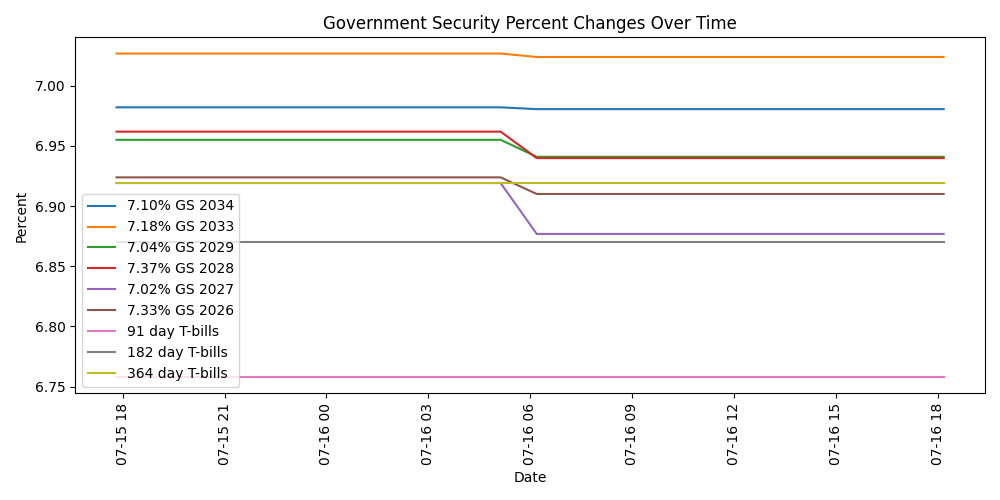 Government Security Percent Changes Over Time
Percent
7.00
6.95
6.90
6.85
6.80
6.75
7.10% GS 2034
7.18% GS 2033
7.04% GS 2029
7.37% GS 2028
7.02% GS 2027
7.33% GS 2026
91 day T-bills
182 day T-bills
364 day T-bills
07-15 18
07-15 21
07-16 00
07-16 03
07-16 06
07-16 09
07-16 12
07-16 15
07-16 18
Date